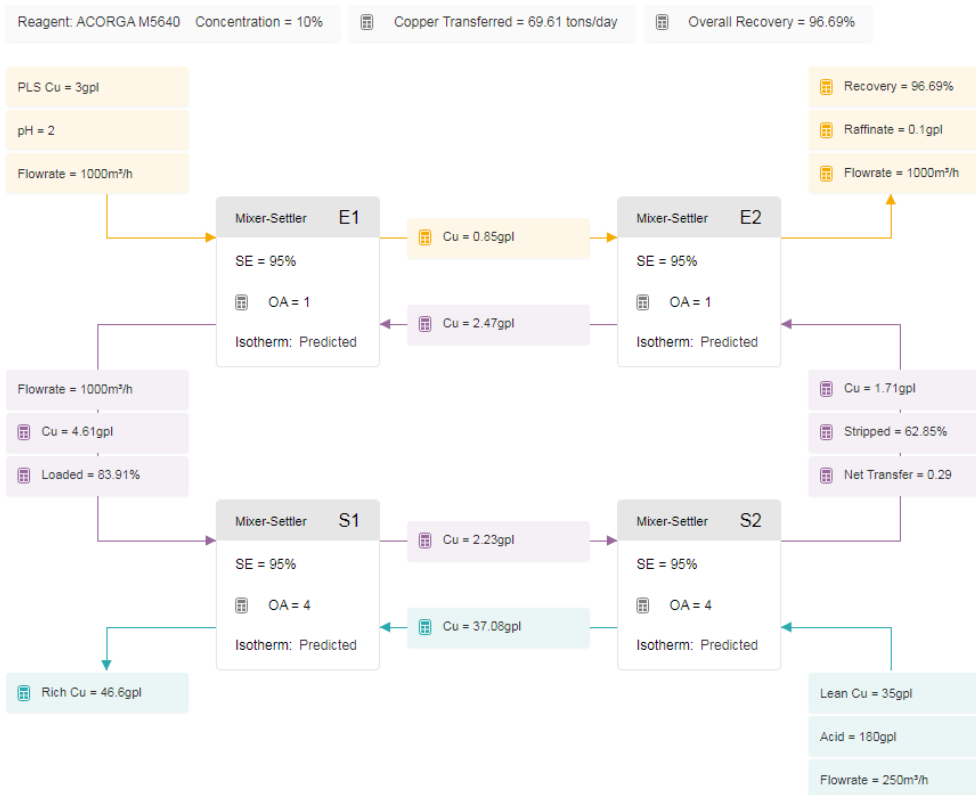 Reagent: ACORGA M5640 Concentration = 10%
Copper Transferred = 69.61 tons/day
Overall Recovery = 96.69%
PLS Cu = 3gpl
pH = 2
Flowrate = 1000m³/h
Recovery = 96.69%
Raffinate = 0.1gpl
Flowrate = 1000m³/h
Mixer-Settler E1
SE = 95%
OA = 1
Isotherm: Predicted
Cu = 0.85gpl
Cu = 2.47gpl
Mixer-Settler E2
SE = 95%
OA = 1
Isotherm: Predicted
Flowrate = 1000m³/h
Cu = 4.61gpl
Loaded = 83.91%
Cu = 1.71gpl
Stripped = 62.85%
Net Transfer = 0.29
Mixer-Settler S1
SE = 95%
OA = 4
Isotherm: Predicted
Cu = 2.23gpl
Cu = 37.08gpl
Mixer-Settler S2
SE = 95%
OA = 4
Isotherm: Predicted
Rich Cu = 46.6gpl
Lean Cu = 35gpl
Acid = 180gpl
Flowrate = 250m³/h